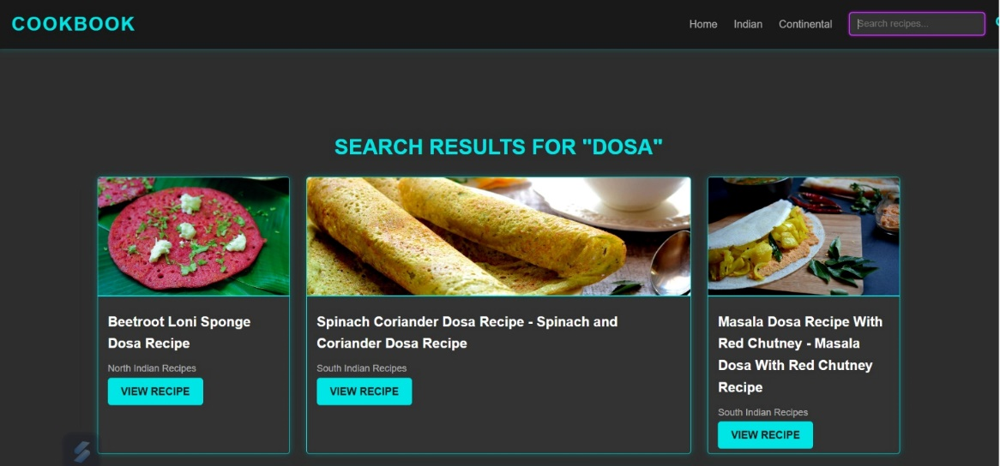 COOKBOOK
Home Indian Continental Search recipes...
SEARCH RESULTS FOR "DOSA"
Beetroot Loni Sponge
Dosa Recipe
North Indian Recipes
VIEW RECIPE
Spinach Coriander Dosa Recipe - Spinach and
Coriander Dosa Recipe
South Indian Recipes
VIEW RECIPE
Masala Dosa Recipe With
Red Chutney - Masala
Dosa With Red Chutney
Recipe
South Indian Recipes
VIEW RECIPE